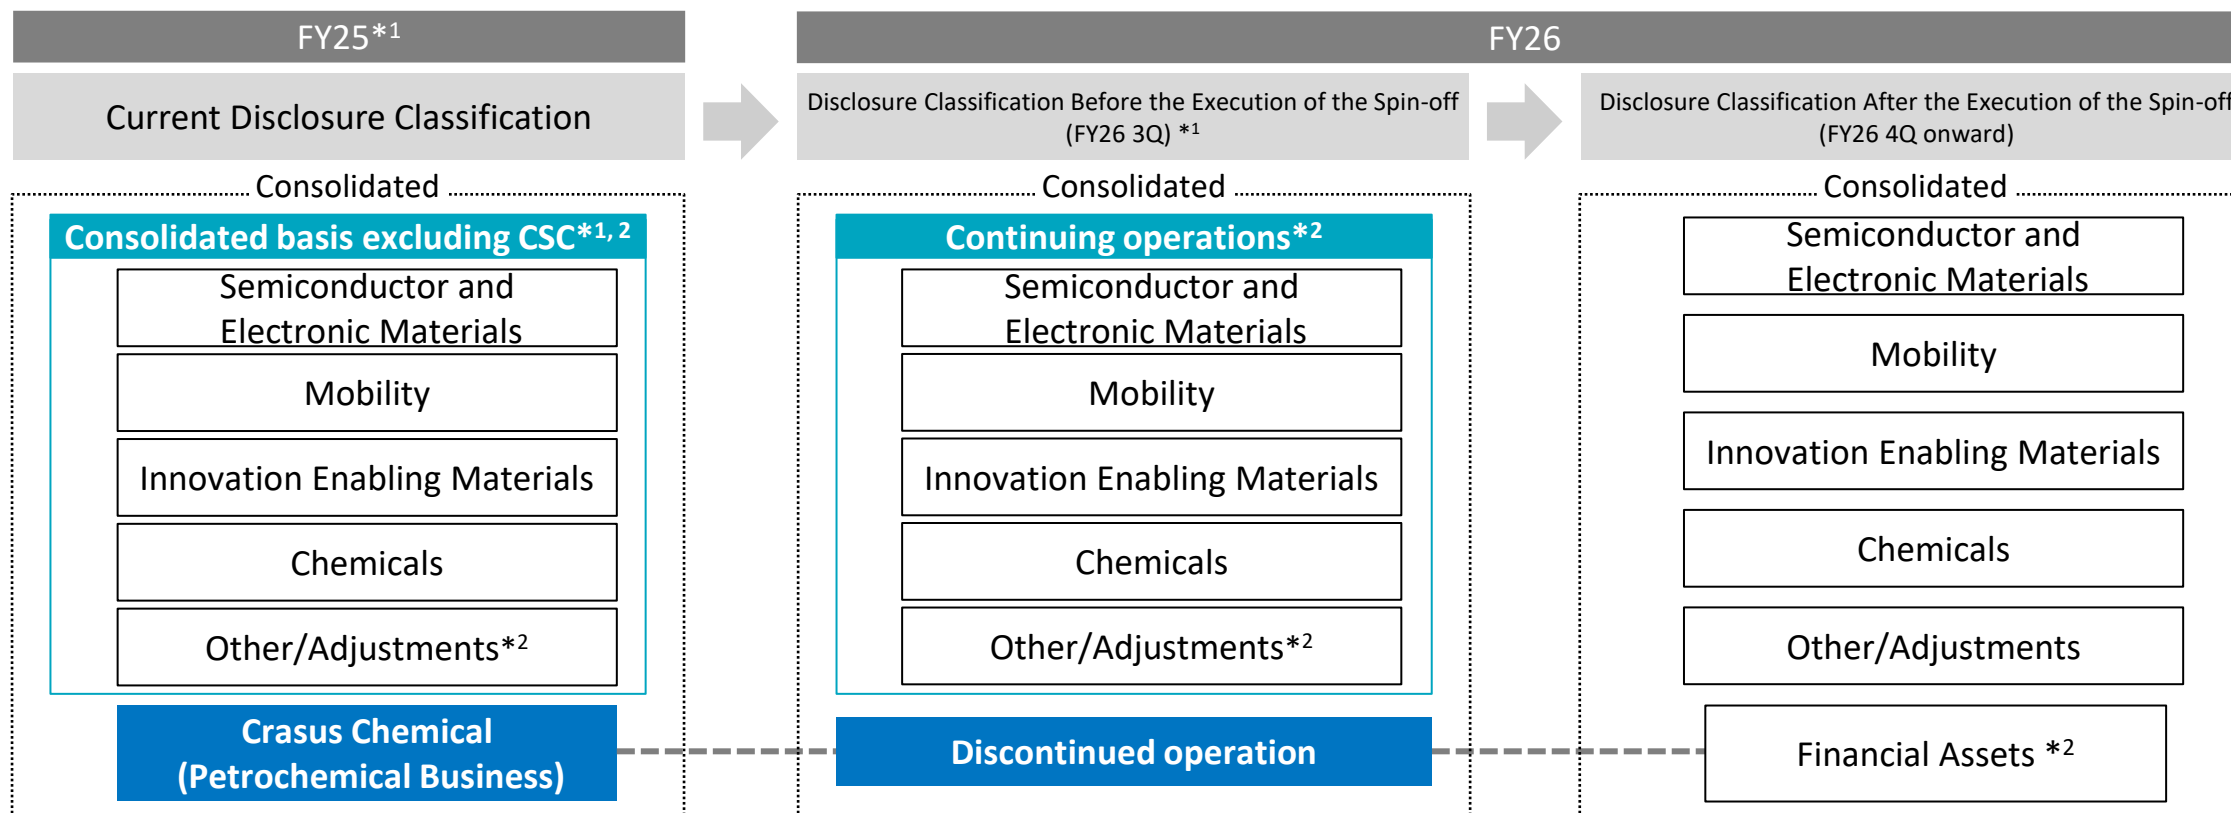 FY25*1
FY26
Current Disclosure Classification
Disclosure Classification Before the Execution of the Spin-off
(FY26 3Q) *1
Disclosure Classification After the Execution of the Spin-off
(FY26 4Q onward)
Consolidated
Consolidated basis excluding CSC*1, 2
Semiconductor and
Electronic Materials
Mobility
Innovation Enabling Materials
Chemicals
Other/Adjustments*2
Crasus Chemical
(Petrochemical Business)
Consolidated
Continuing operations*2
Semiconductor and
Electronic Materials
Mobility
Innovation Enabling Materials
Chemicals
Other/Adjustments*2
Discontinued operation
Consolidated
Semiconductor and
Electronic Materials
Mobility
Innovation Enabling Materials
Chemicals
Other/Adjustments
Financial Assets *2